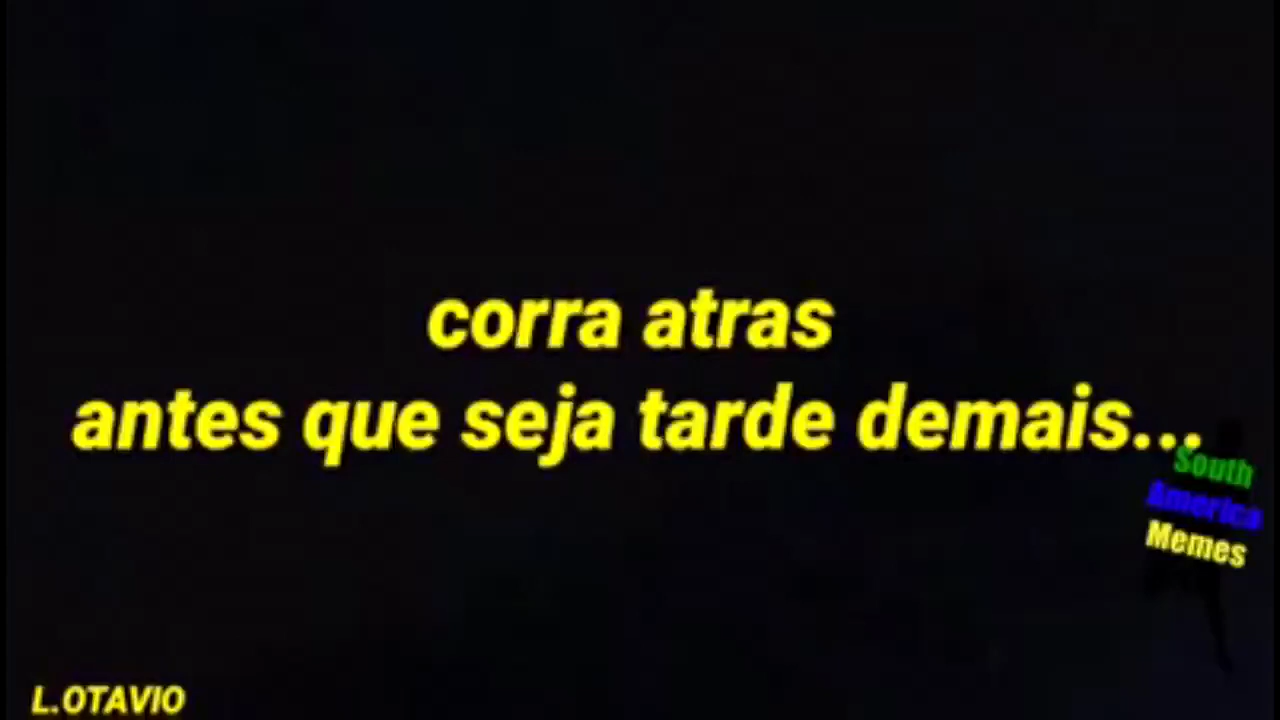 corra atras
antes que seja tarde demais...
South
America
Memes
L.OTAVIO